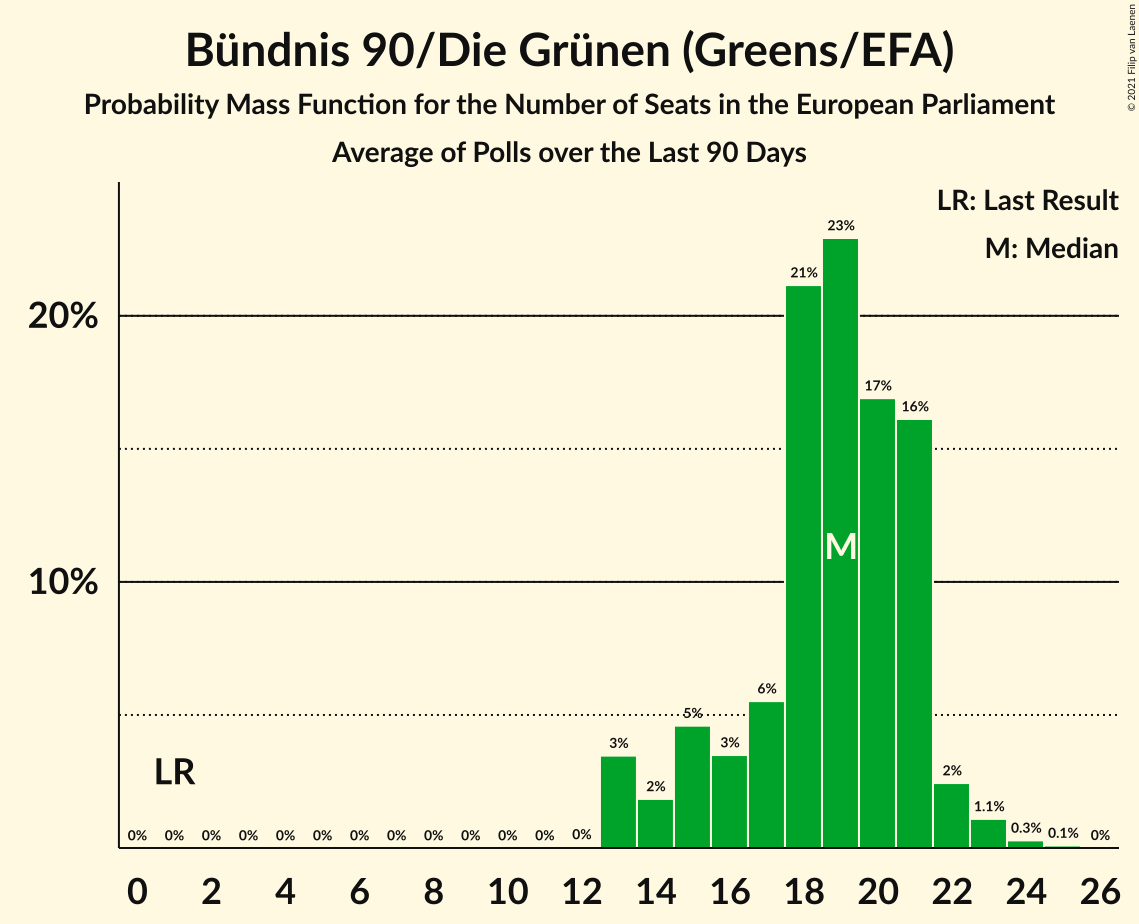 Bündnis 90/Die Grünen (Greens/EFA)
Probability Mass Function for the Number of Seats in the European Parliament
Average of Polls over the Last 90 Days
© 2021 Filip van Laenen
LR: Last Result
M: Median
23%
21%
20%
17%
16%
M
10%
6%
5%
3%
3%
2%
2%
LR
1.1%
0% 0% 0% 0% 0% 0% 0% 0% 0% 0% 0% 0% 0% 0.3% 0.1% 0%
0 2 4 6 8 10 12 14 16 18 20 22 24 26